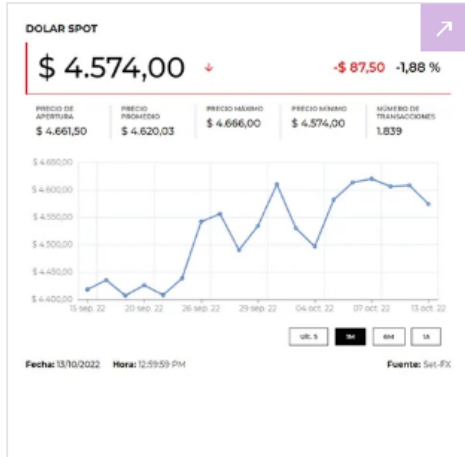 DOLAR SPOT
$ 4.574,00 ↓ -$ 87,50 -1,88 %
PRECIO DE APERTURA
$ 4.661,50
PRECIO PROMEDIO
$ 4.620,03
PRECIO MÁXIMO
$ 4.666,00
PRECIO MÍNIMO
$ 4.574,00
NÚMERO DE TRANSACCIONES
1.839
$ 4.650,00
$ 4.600,00
$ 4.550,00
$ 4.500,00
$ 4.450,00
$ 4.400,00
15 sep. 22 20 sep. 22 26 sep. 22 29 sep. 22 04 oct. 22 07 oct. 22 13 oct. 22
Ult. 5 1M 6M 1A
Fecha: 13/10/2022 Hora: 12:59:59 PM Fuente: Set-FX